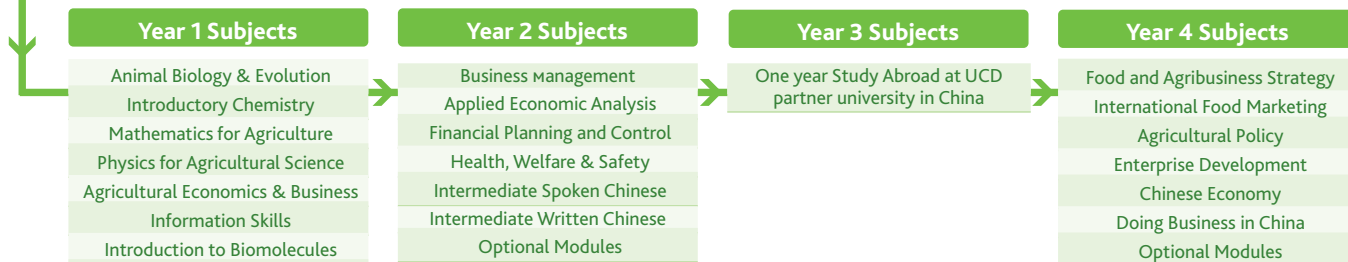 Year 1 Subjects
Animal Biology & Evolution
Introductory Chemistry
Mathematics for Agriculture
Physics for Agricultural Science
Agricultural Economics & Business
Information Skills
Introduction to Biomolecules
Year 2 Subjects
Business Management
Applied Economic Analysis
Financial Planning and Control
Health, Welfare & Safety
Intermediate Spoken Chinese
Intermediate Written Chinese
Optional Modules
Year 3 Subjects
One year Study Abroad at UCD
partner university in China
Year 4 Subjects
Food and Agribusiness Strategy
International Food Marketing
Agricultural Policy
Enterprise Development
Chinese Economy
Doing Business in China
Optional Modules